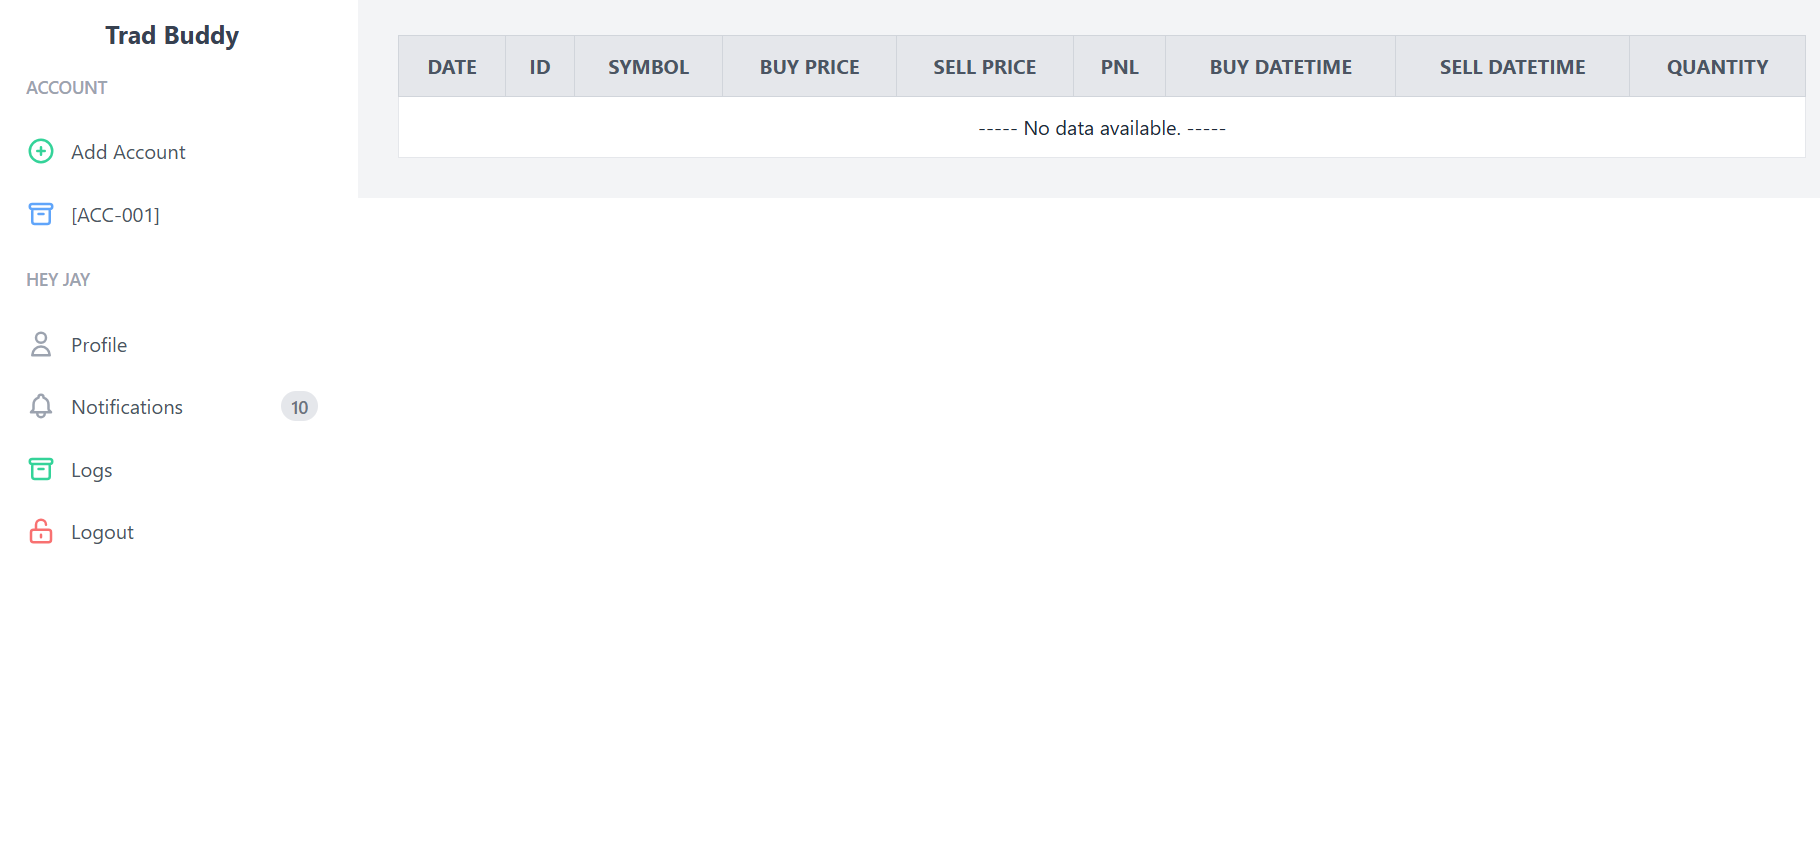 Trad Buddy
ACCOUNT
Add Account
[ACC-001]
HEY JAY
Profile
Notifications 10
Logs
Logout
DATE ID SYMBOL BUY PRICE SELL PRICE PNL BUY DATETIME SELL DATETIME QUANTITY
----- No data available. -----